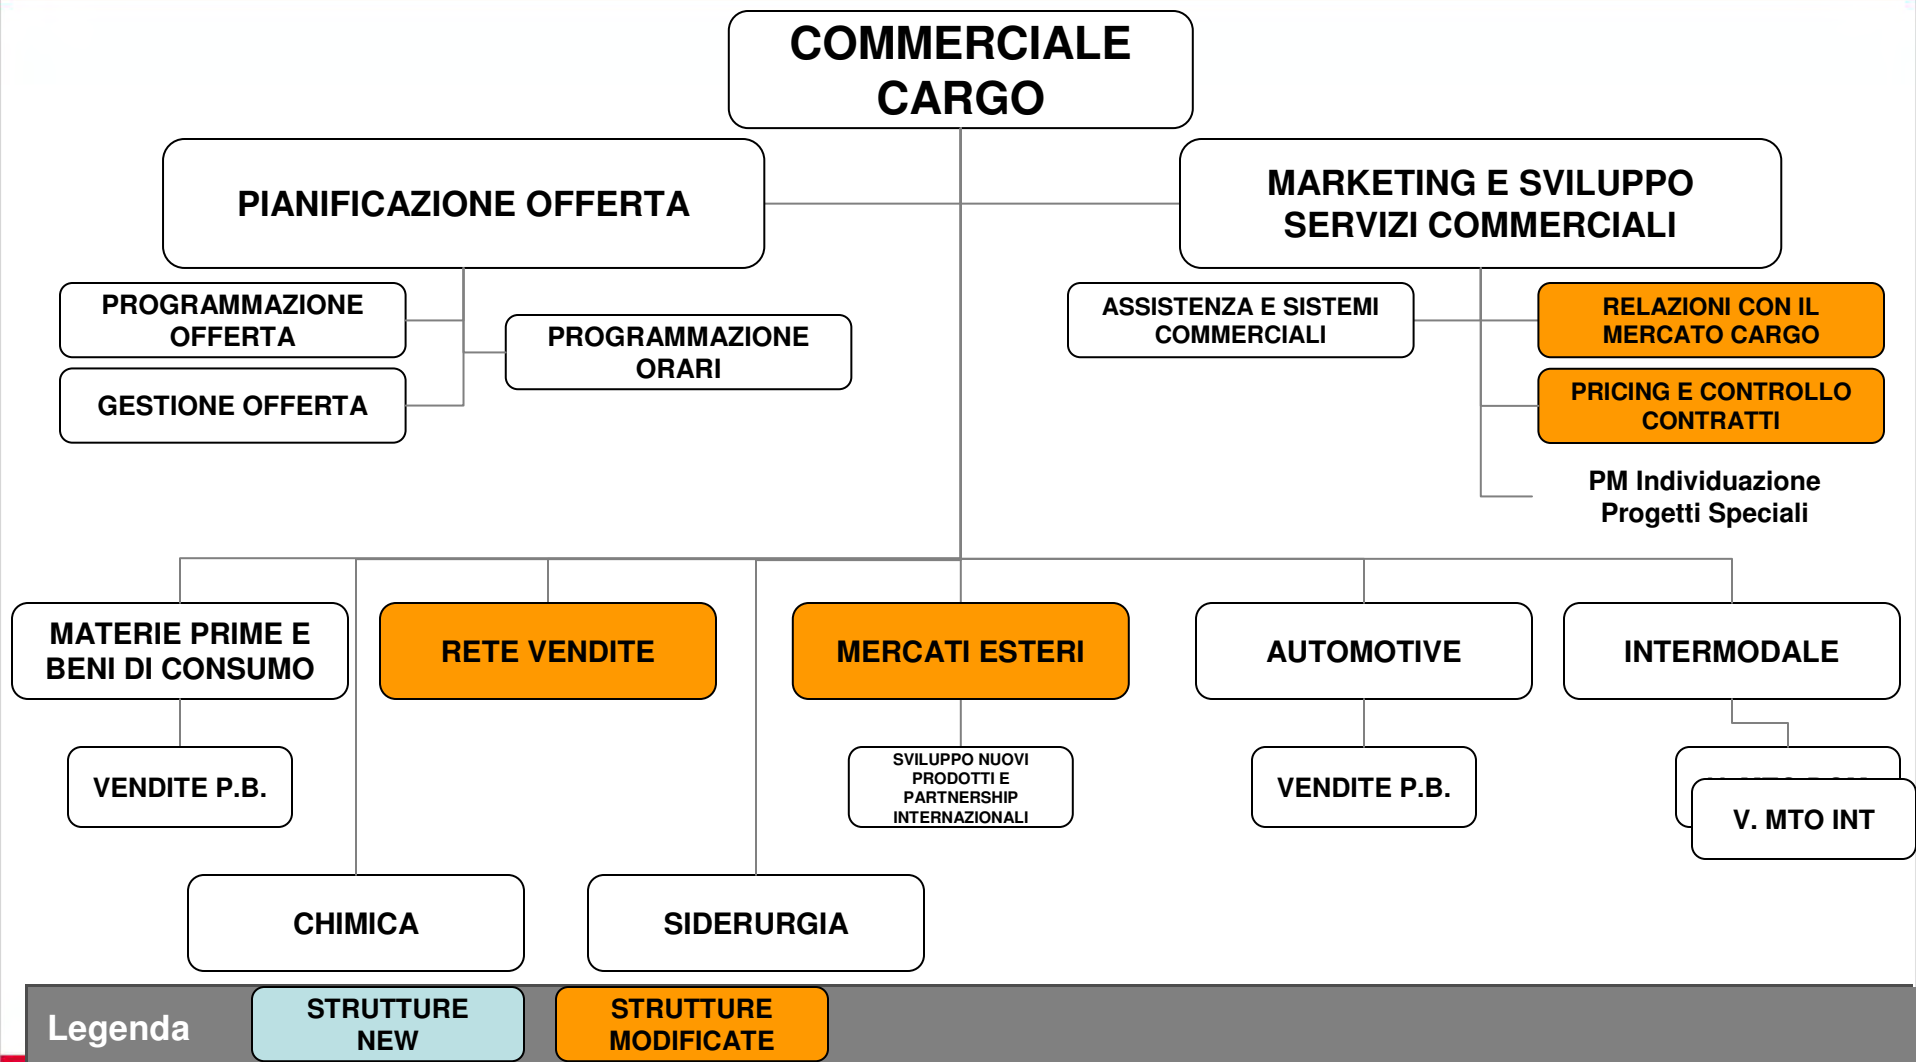 COMMERCIALE
CARGO
PIANIFICAZIONE OFFERTA
MARKETING E SVILUPPO
SERVIZI COMMERCIALI
PROGRAMMAZIONE
OFFERTA
PROGRAMMAZIONE
ORARI
GESTIONE OFFERTA
ASSISTENZA E SISTEMI
COMMERCIALI
RELAZIONI CON IL
MERCATO CARGO
PRICING E CONTROLLO
CONTRATTI
PM Individuazione
Progetti Speciali
MATERIE PRIME E
BENI DI CONSUMO
RETE VENDITE
MERCATI ESTERI
AUTOMOTIVE
INTERMODALE
VENDITE P.B.
SVILUPPO NUOVI
PRODOTTI E
PARTNERSHIP
INTERNAZIONALI
VENDITE P.B.
V. MTO INT
CHIMICA
SIDERURGIA
Legenda
STRUTTURE
NEW
STRUTTURE
MODIFICATE